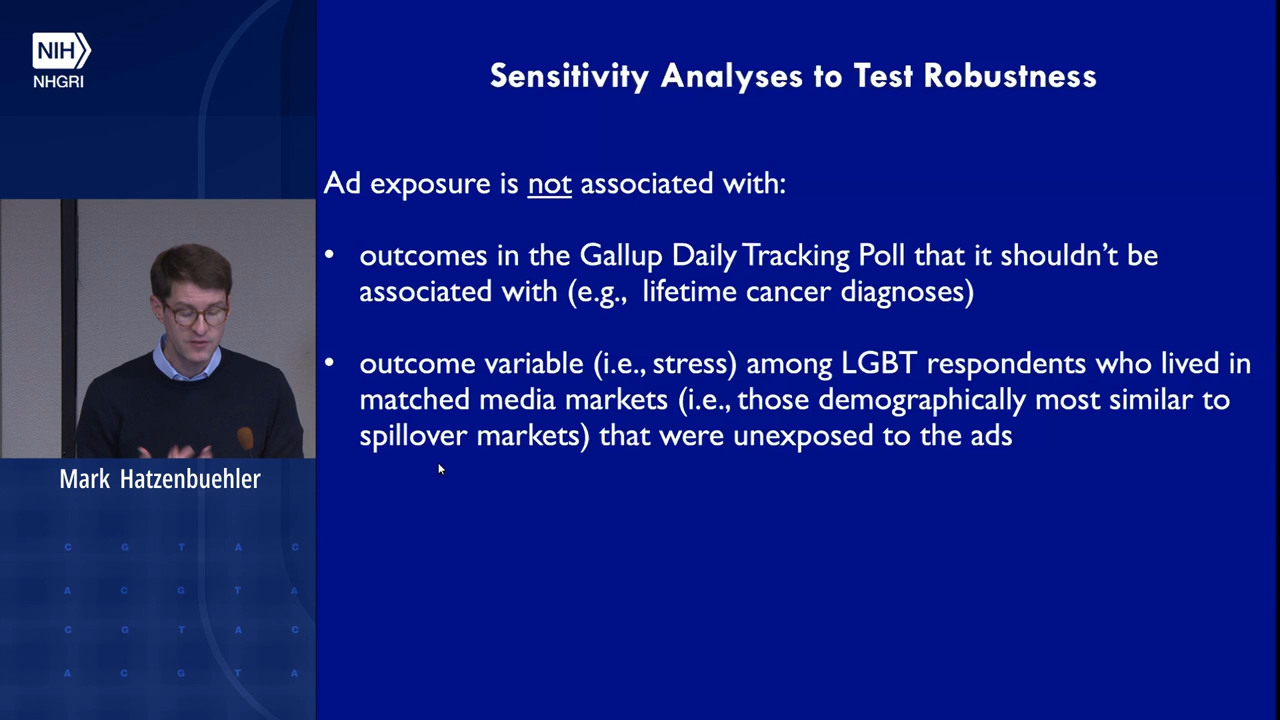 NIH
NHGRI
Sensitivity Analyses to Test Robustness
Ad exposure is not associated with:
• outcomes in the Gallup Daily Tracking Poll that it shouldn't be
associated with (e.g., lifetime cancer diagnoses)
• outcome variable (i.e., stress) among LGBT respondents who lived in
matched media markets (i.e., those demographically most similar to
spillover markets) that were unexposed to the ads
Mark Hatzenbuehler
C G T A C
A C G T A
C G T A C
A C G T A